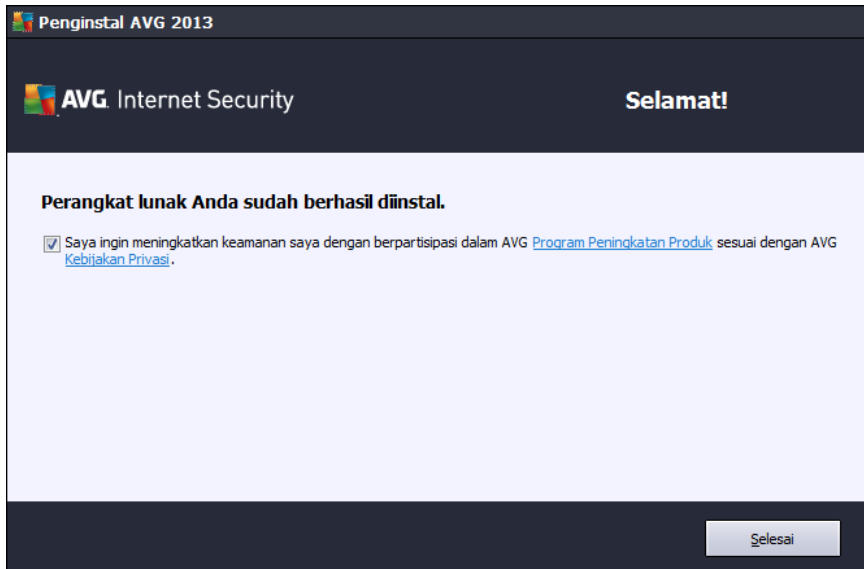 Penginstal AVG 2013
AVG. Internet Security
Selamat!
Perangkat lunak Anda sudah berhasil diinstal.
Saya ingin meningkatkan keamanan saya dengan berpartisipasi dalam AVG Program Peningkatan Produk sesuai dengan AVG
Kebijakan Privasi.
Selesai